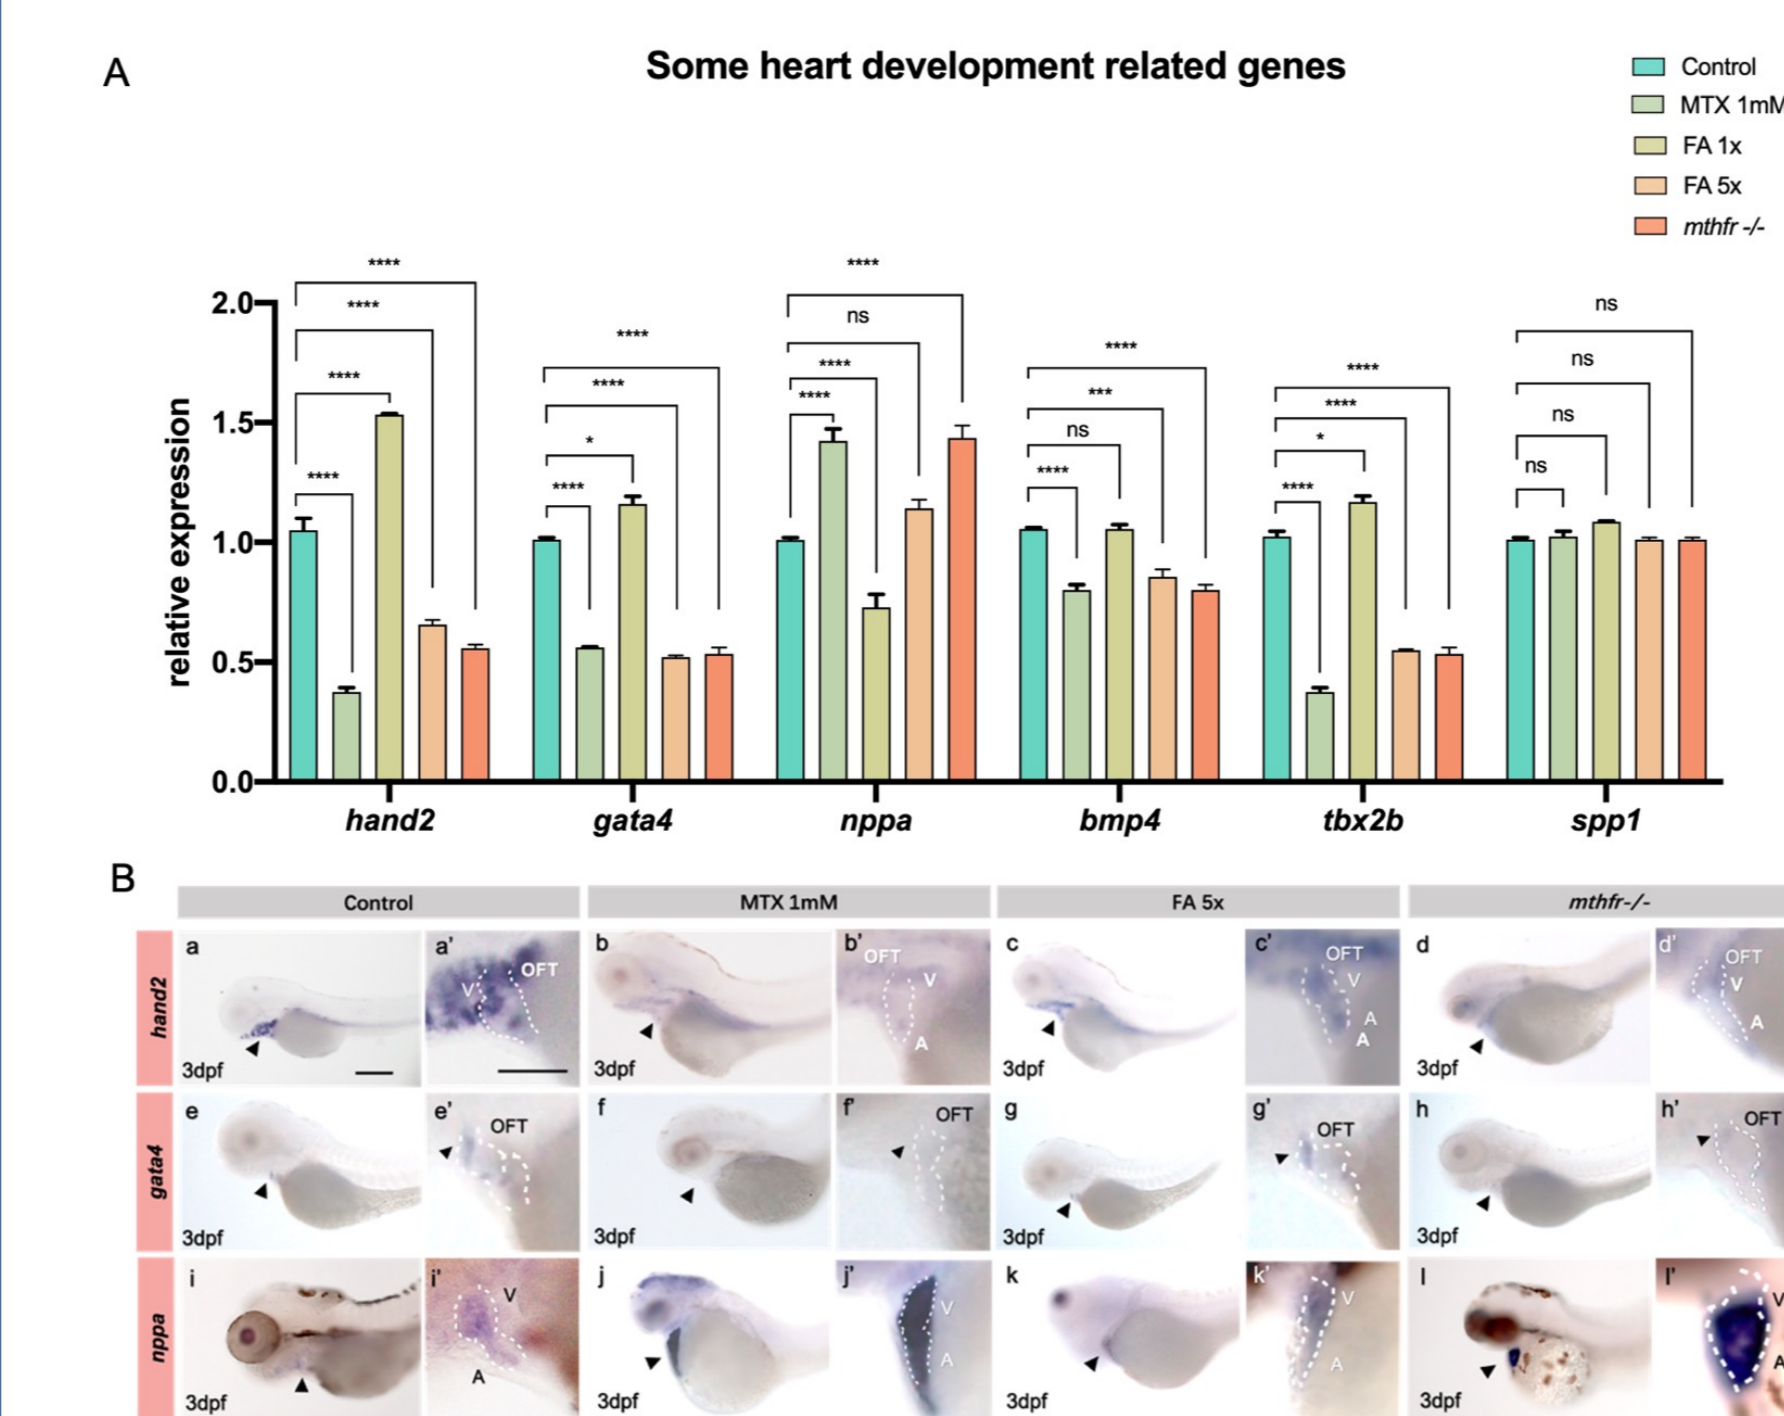 A
Some heart development related genes
Control
MTX 1mM
FA 1x
FA 5x
mthfr -/-
relative expression
2.0
1.5
1.0
0.5
0.0
**** **** **** ****
**** **** * ****
**** ns **** ****
**** *** ns ****
**** **** * ****
ns ns ns ns
hand2 gata4 nppa bmp4 tbx2b spp1
B
Control MTX 1mM FA 5x mthfr-/-
hand2
a 3dpf a' V OFT
b 3dpf b' OFT V A
c 3dpf c' OFT V A A
d 3dpf d' OFT V A
gata4
e 3dpf e' OFT
f 3dpf f' OFT
g 3dpf g' OFT
h 3dpf h' OFT
nppa
i 3dpf i' V A
j 3dpf j' V A
k 3dpf k' V A
l 3dpf l' V A